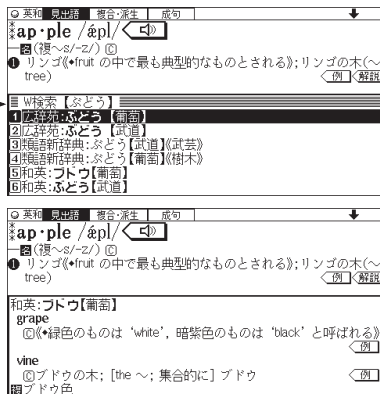 英和 見出語 複合・派生 成句
*ap・ple /ǽpl/
━名(複〜s/-z/) Ⓒ
❶ リンゴ《◆fruit の中で最も典型的なものとされる》;リンゴの木(〜
tree) 例 解説
W検索【ぶどう】
1 広辞苑:ぶどう【葡萄】
2 広辞苑:ぶどう【武道】
3 類語新辞典:ぶどう【武道】《武芸》
4 類語新辞典:ぶどう【葡萄】《樹木》
5 和英:ブドウ【葡萄】
6 和英:ぶどう【武道】
英和 見出語 複合・派生 成句
*ap・ple /ǽpl/
━名(複〜s/-z/) Ⓒ
❶ リンゴ《◆fruit の中で最も典型的なものとされる》;リンゴの木(〜
tree) 例 解説
和英:ブドウ【葡萄】
grape
Ⓒ《◆緑色のものは ‘white’, 暗紫色のものは ‘black’ と呼ばれる》
例
vine
Ⓒブドウの木; [the 〜; 集合的に] ブドウ 例
ブドウ色